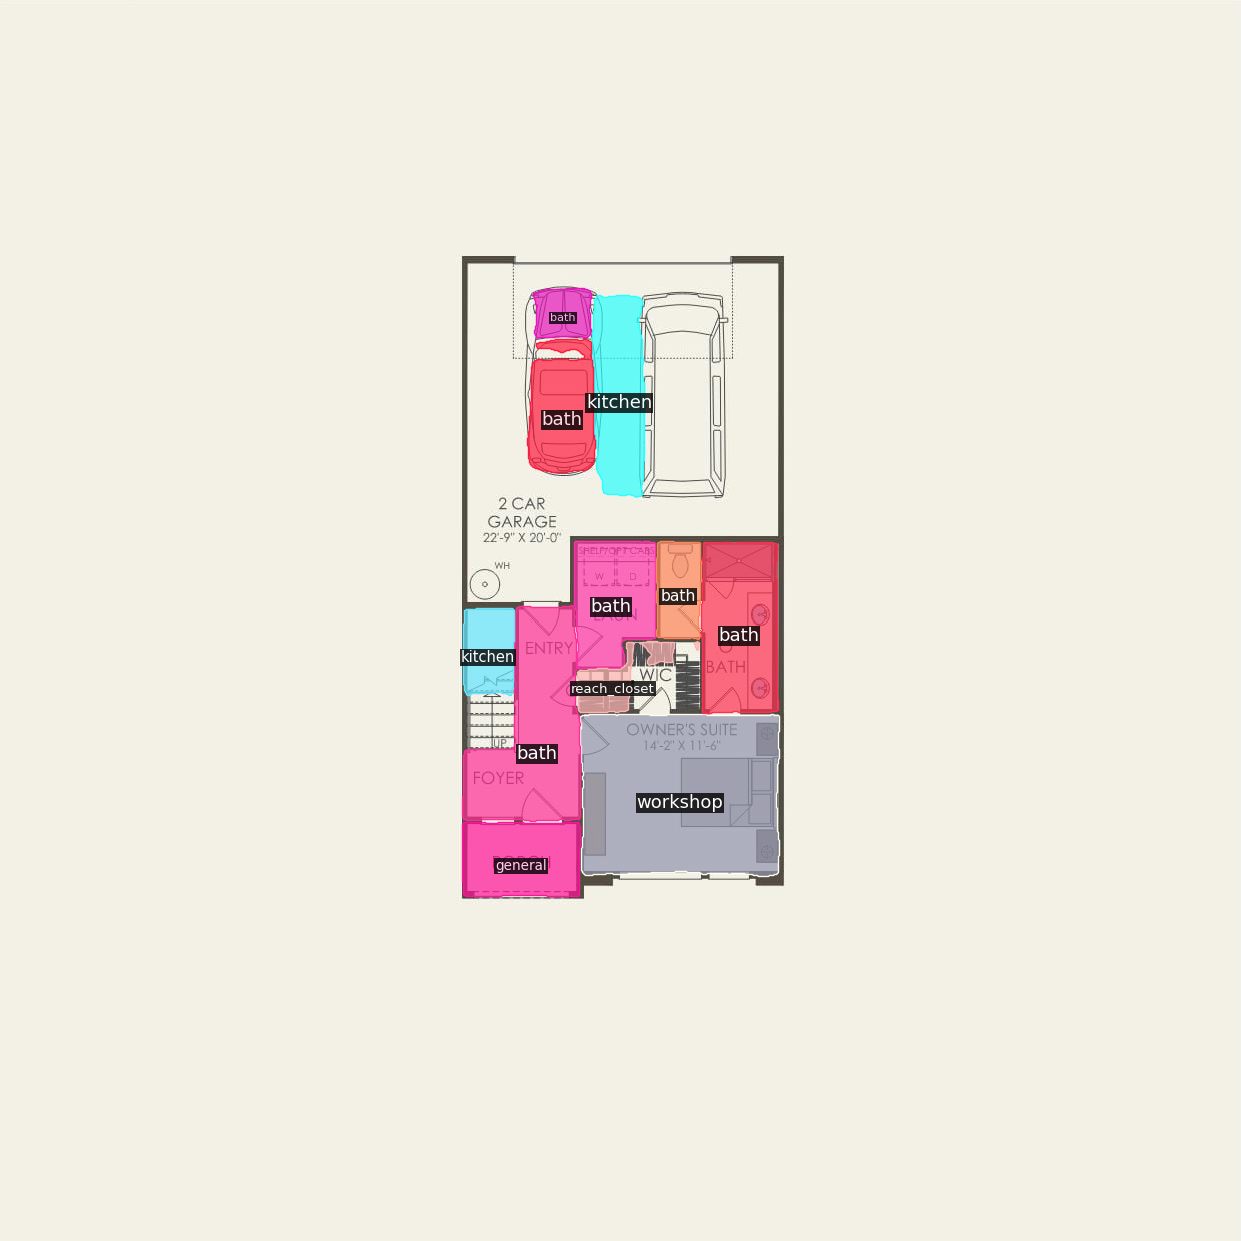 bath
kitchen
bath
2 CAR
GARAGE
22'-9" X 20'-0"
WH
SHELF/OPT CABS
W D
bath
bath
LAUN
bath
ENTRY
kitchen
BATH
WIC
reach_closet
OWNER'S SUITE
14'-2" X 11'-6"
UP
bath
FOYER
workshop
general